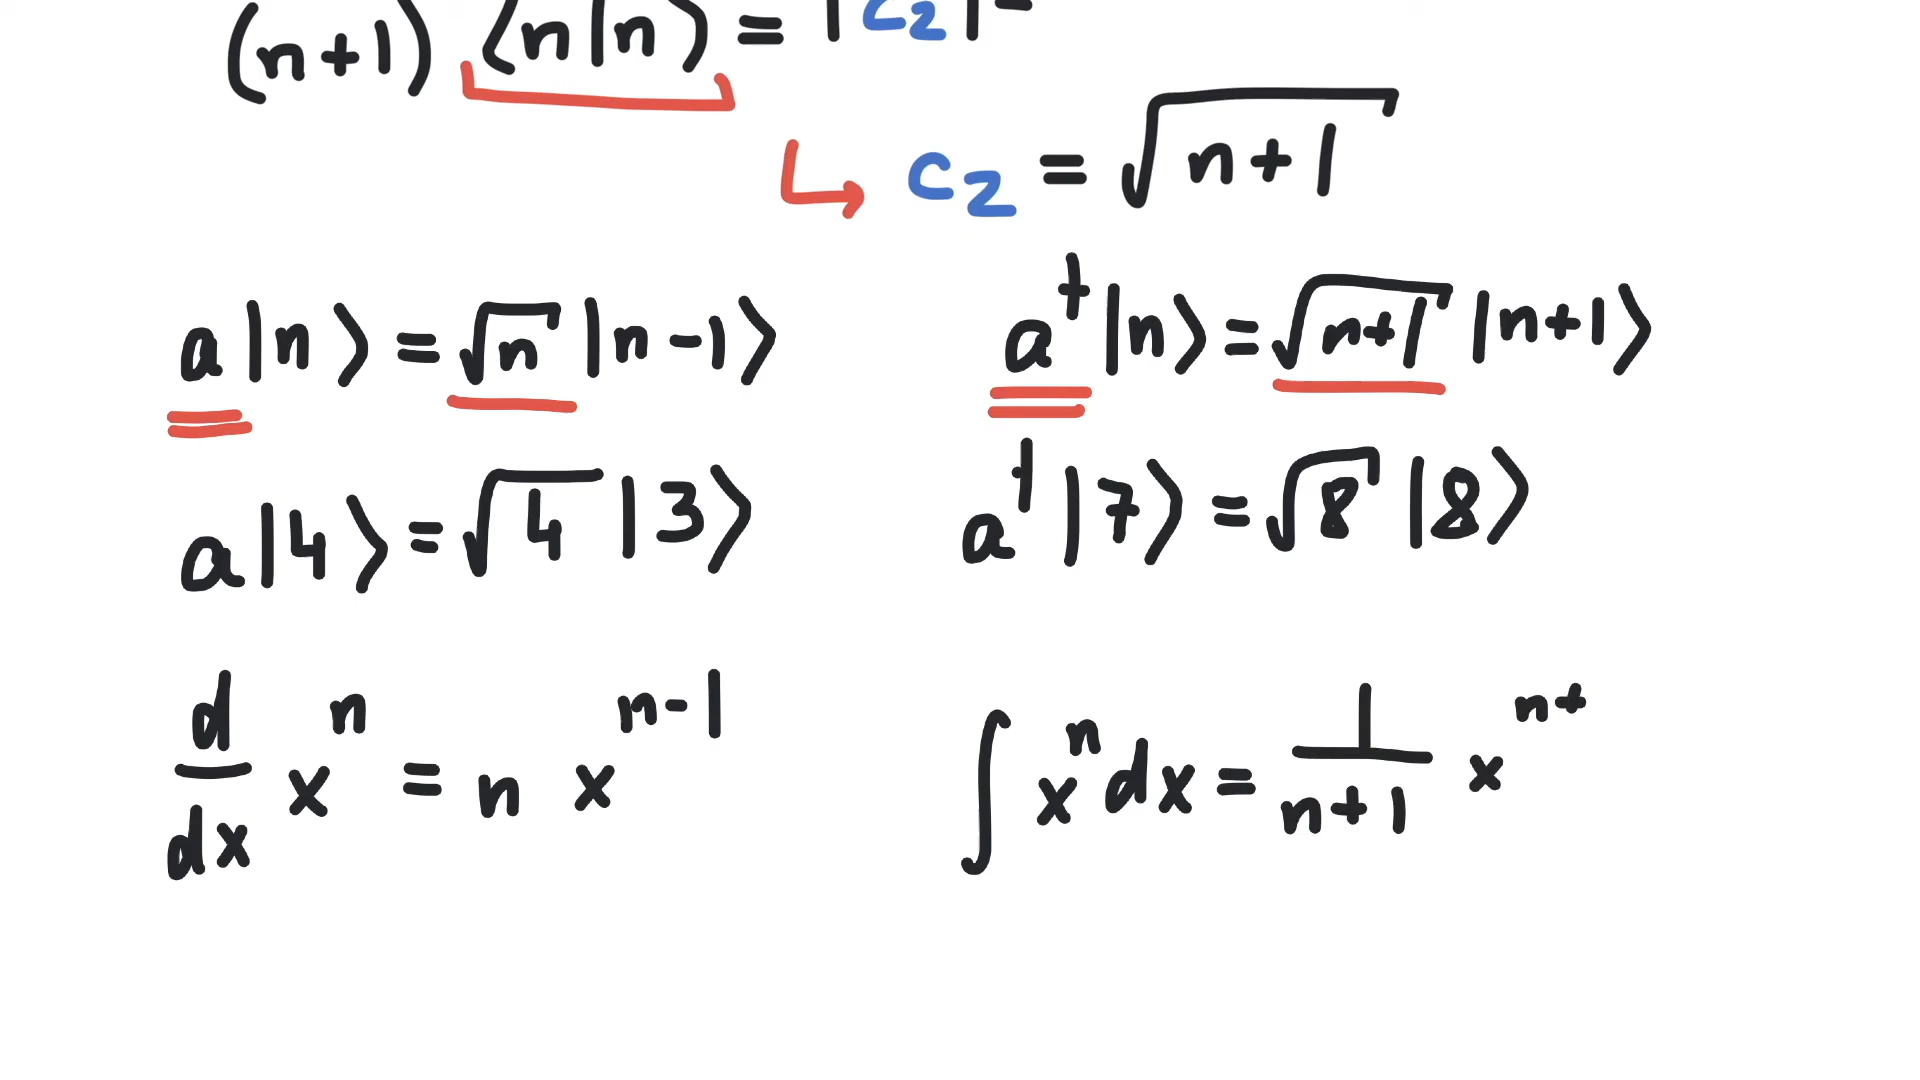 (n+1) ⟨n|n⟩ = |c₂|²
c₂ = √(n+1)
a|n⟩ = √n |n-1⟩
a†|n⟩ = √(n+1) |n+1⟩
a|4⟩ = √4 |3⟩
a†|7⟩ = √8 |8⟩
d/dx xⁿ = n xⁿ⁻¹
∫ xⁿ dx = 1/(n+1) xⁿ⁺